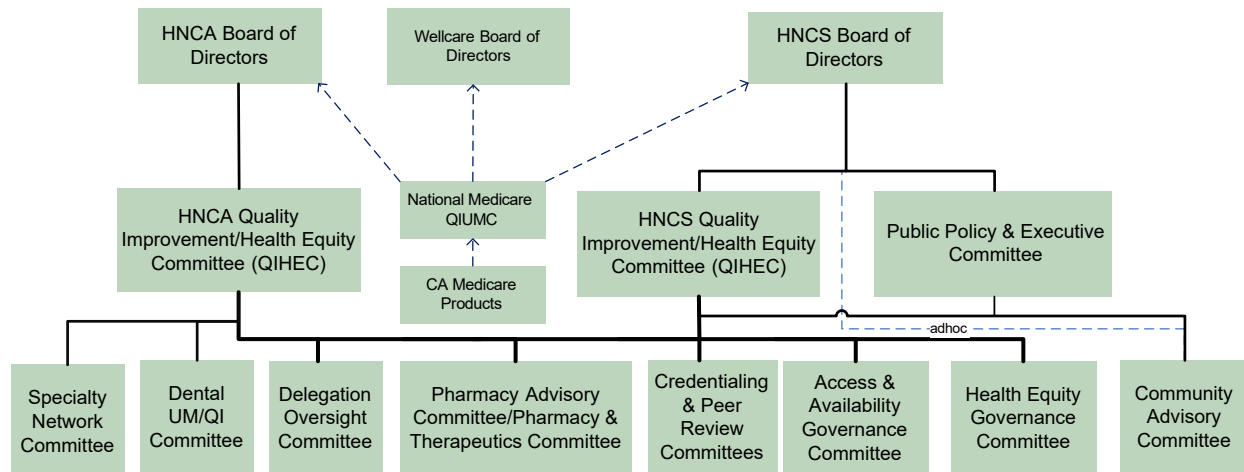 HNCA Board of
Directors
Wellcare Board of
Directors
HNCS Board of
Directors
HNCA Quality
Improvement/Health Equity
Committee (QIHEC)
National Medicare
QIUMC
HNCS Quality
Improvement/Health Equity
Committee (QIHEC)
Public Policy & Executive
Committee
CA Medicare
Products
adhoc
Specialty
Network
Committee
Dental
UM/QI
Committee
Delegation
Oversight
Committee
Pharmacy Advisory
Committee/Pharmacy &
Therapeutics Committee
Credentialing
& Peer
Review
Committees
Access &
Availability
Governance
Committee
Health Equity
Governance
Committee
Community
Advisory
Committee